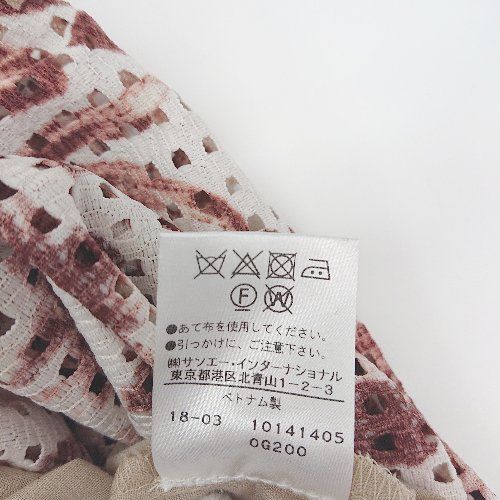 F W
●あて布を使用してください。
●引っかけに、ご注意下さい。
㈱サンエー・インターナショナル
東京都港区北青山1-2-3
ベトナム製
18-03 10141405
0G200